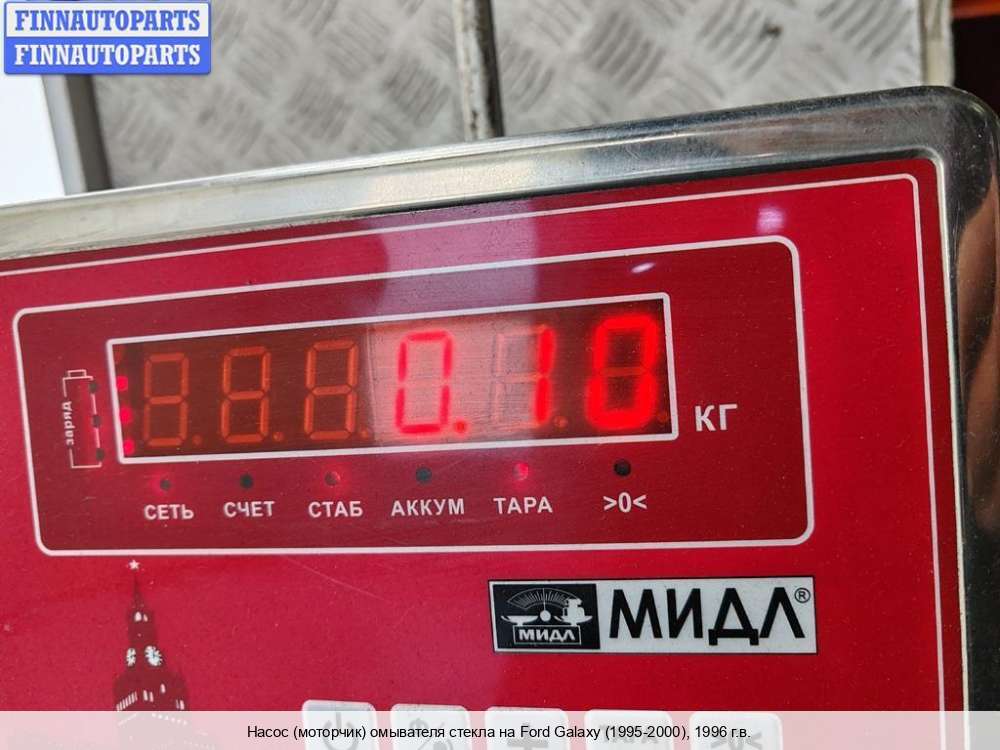 FINNAUTOPARTS
FINNAUTOPARTS
0.10
КГ
заряд
СЕТЬ СЧЕТ СТАБ АККУМ ТАРА >0<
МИДЛ МИДЛ®
ТАРА
Насос (моторчик) омывателя стекла на Ford Galaxy (1995-2000), 1996 г.в.